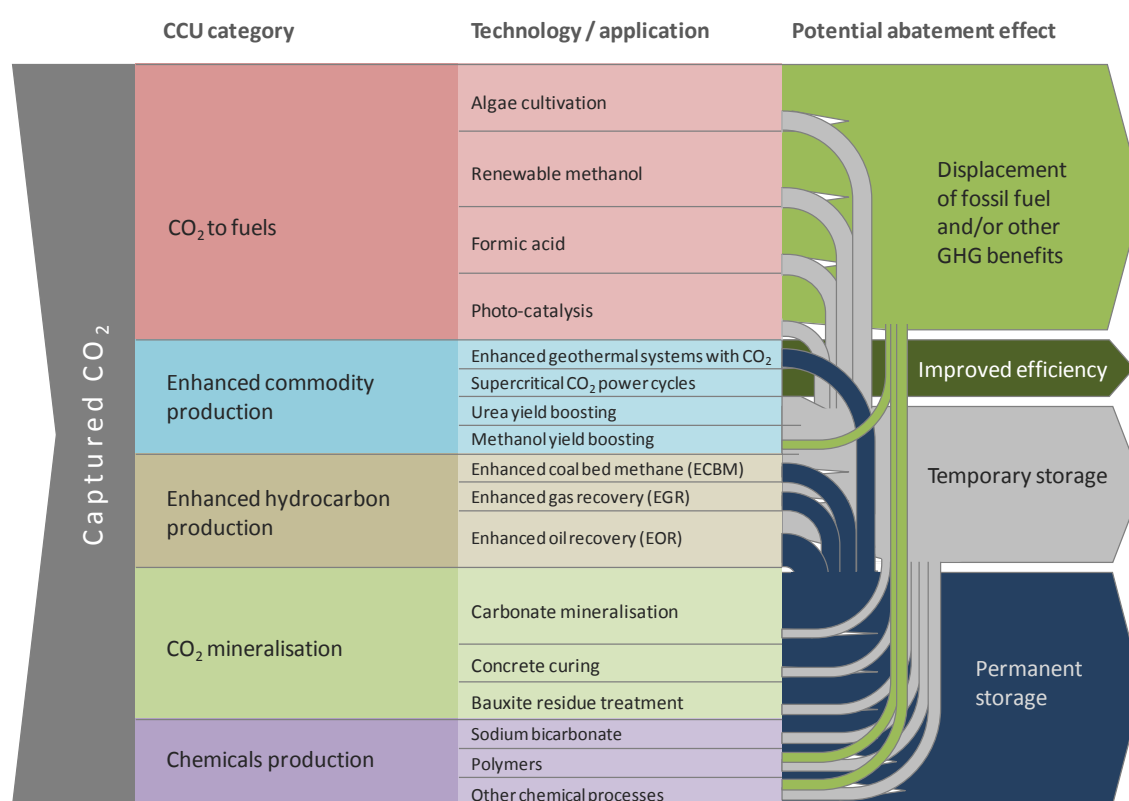 CCU category
Technology / application
Potential abatement effect
Captured CO₂
CO₂ to fuels
Algae cultivation
Renewable methanol
Formic acid
Photo-catalysis
Displacement
of fossil fuel
and/or other
GHG benefits
Enhanced commodity
production
Enhanced geothermal systems with CO₂
Supercritical CO₂ power cycles
Urea yield boosting
Methanol yield boosting
Improved efficiency
Enhanced hydrocarbon
production
Enhanced coal bed methane (ECBM)
Enhanced gas recovery (EGR)
Enhanced oil recovery (EOR)
Temporary storage
CO₂ mineralisation
Carbonate mineralisation
Concrete curing
Bauxite residue treatment
Permanent
storage
Chemicals production
Sodium bicarbonate
Polymers
Other chemical processes